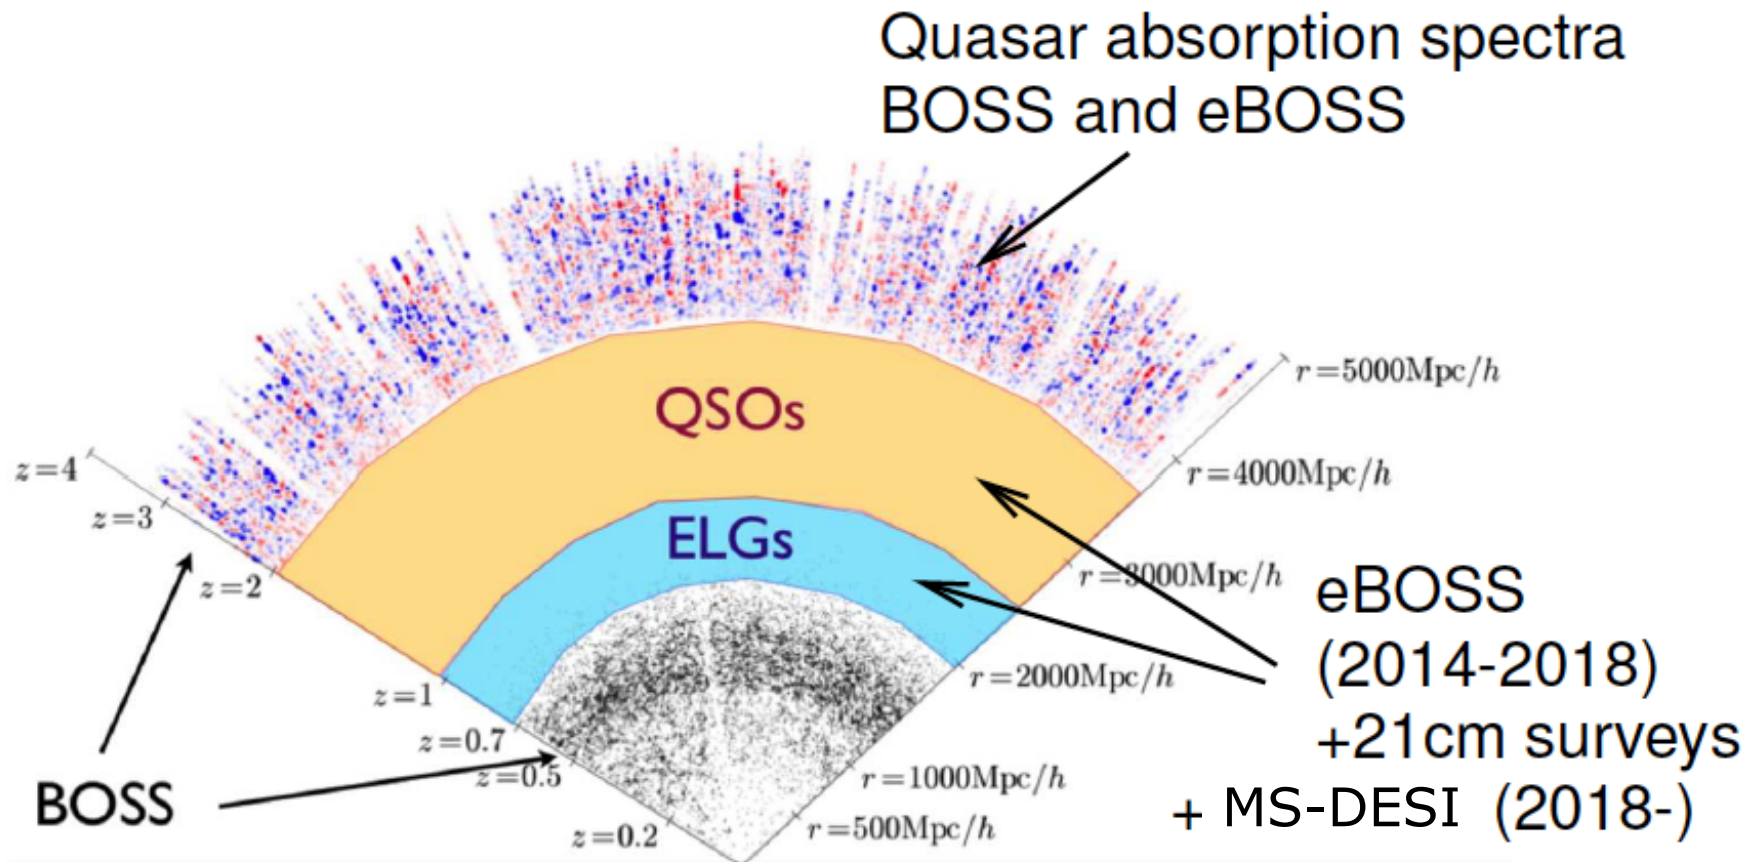 Quasar absorption spectra
BOSS and eBOSS
QSOs
ELGs
z=4
z=3
z=2
z=1
z=0.7
z=0.5
z=0.2
r=5000Mpc/h
r=4000Mpc/h
r=3000Mpc/h
r=2000Mpc/h
r=1000Mpc/h
r=500Mpc/h
BOSS
eBOSS
(2014-2018)
+21cm surveys
+ MS-DESI (2018-)